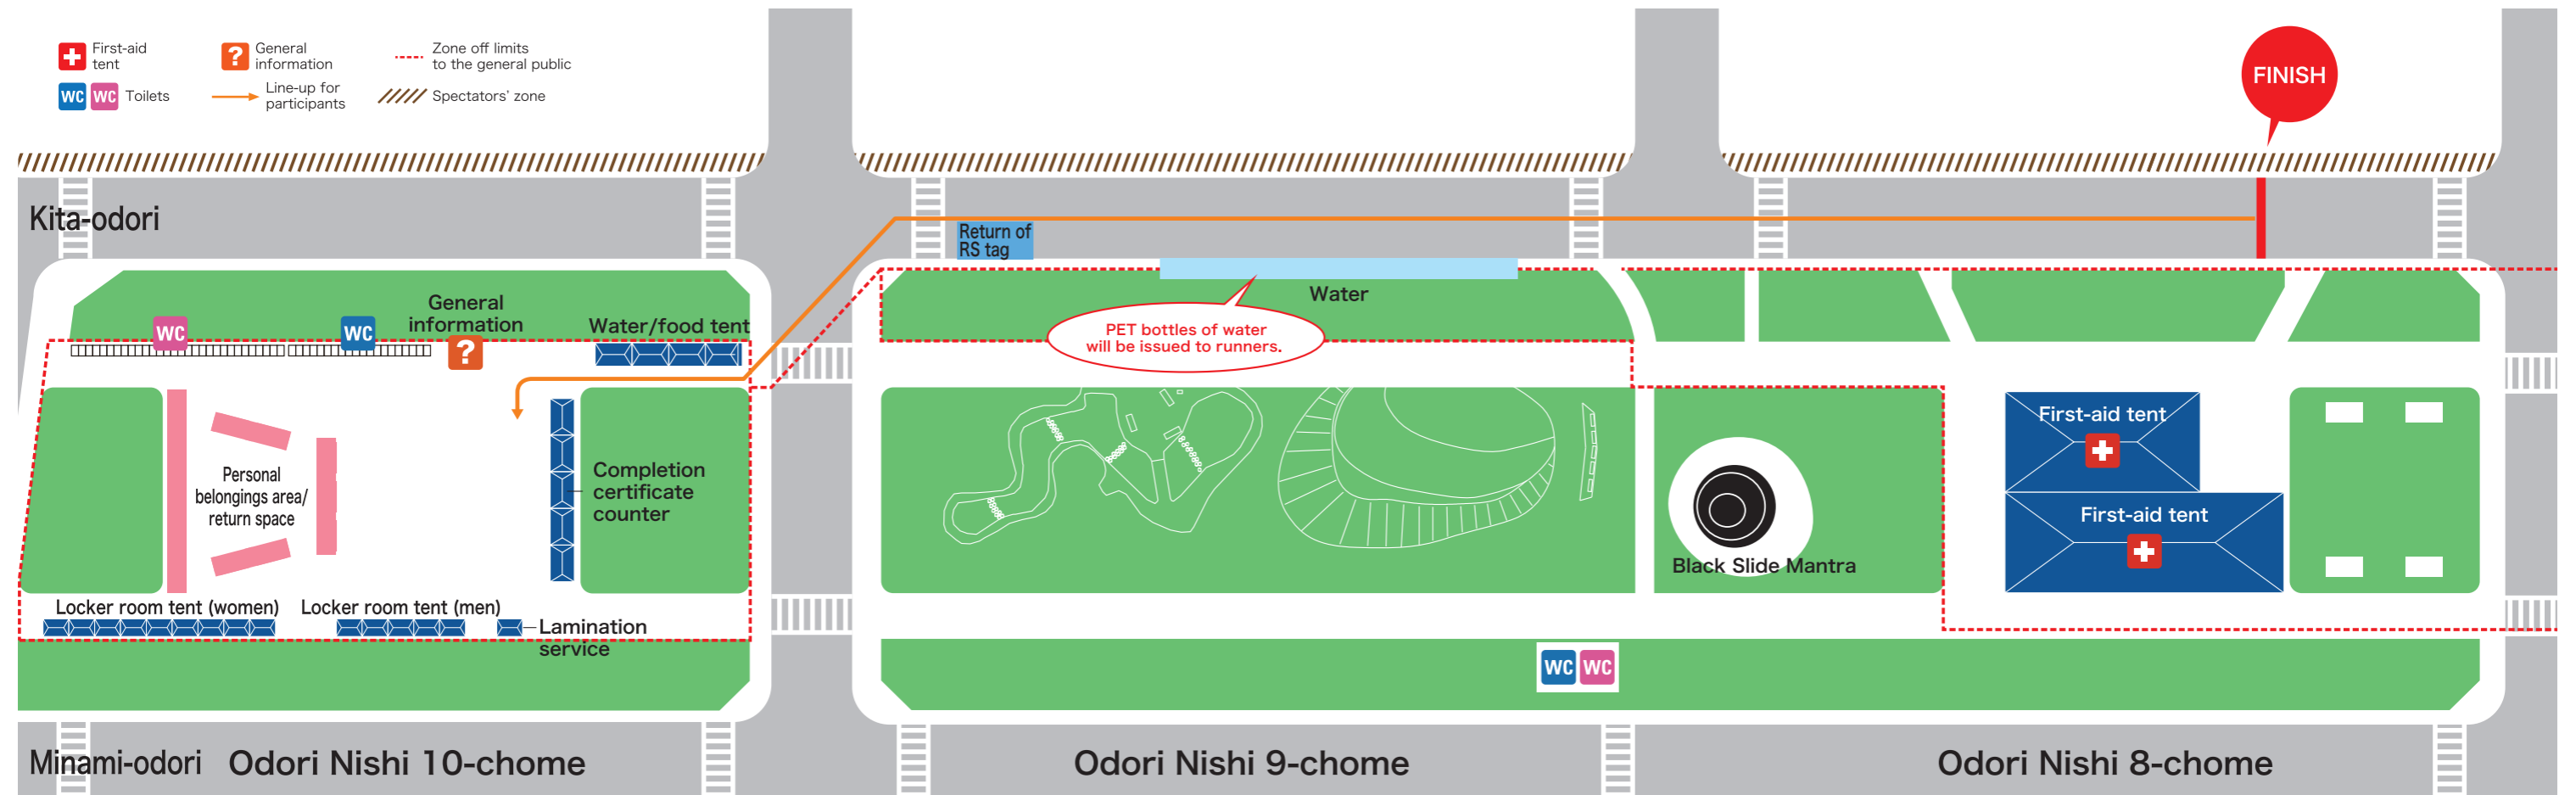 First-aid
tent
General
information
Zone off limits
to the general public
WC WC Toilets
Line-up for
participants
Spectators' zone
FINISH
Kita-odori
Return of
RS tag
Water
PET bottles of water
will be issued to runners.
General
information
WC
WC
?
Water/food tent
Personal
belongings area/
return space
Completion
certificate
counter
Locker room tent (women)
Locker room tent (men)
Lamination
service
Black Slide Mantra
First-aid tent
First-aid tent
WC WC
Minami-odori
Odori Nishi 10-chome
Odori Nishi 9-chome
Odori Nishi 8-chome